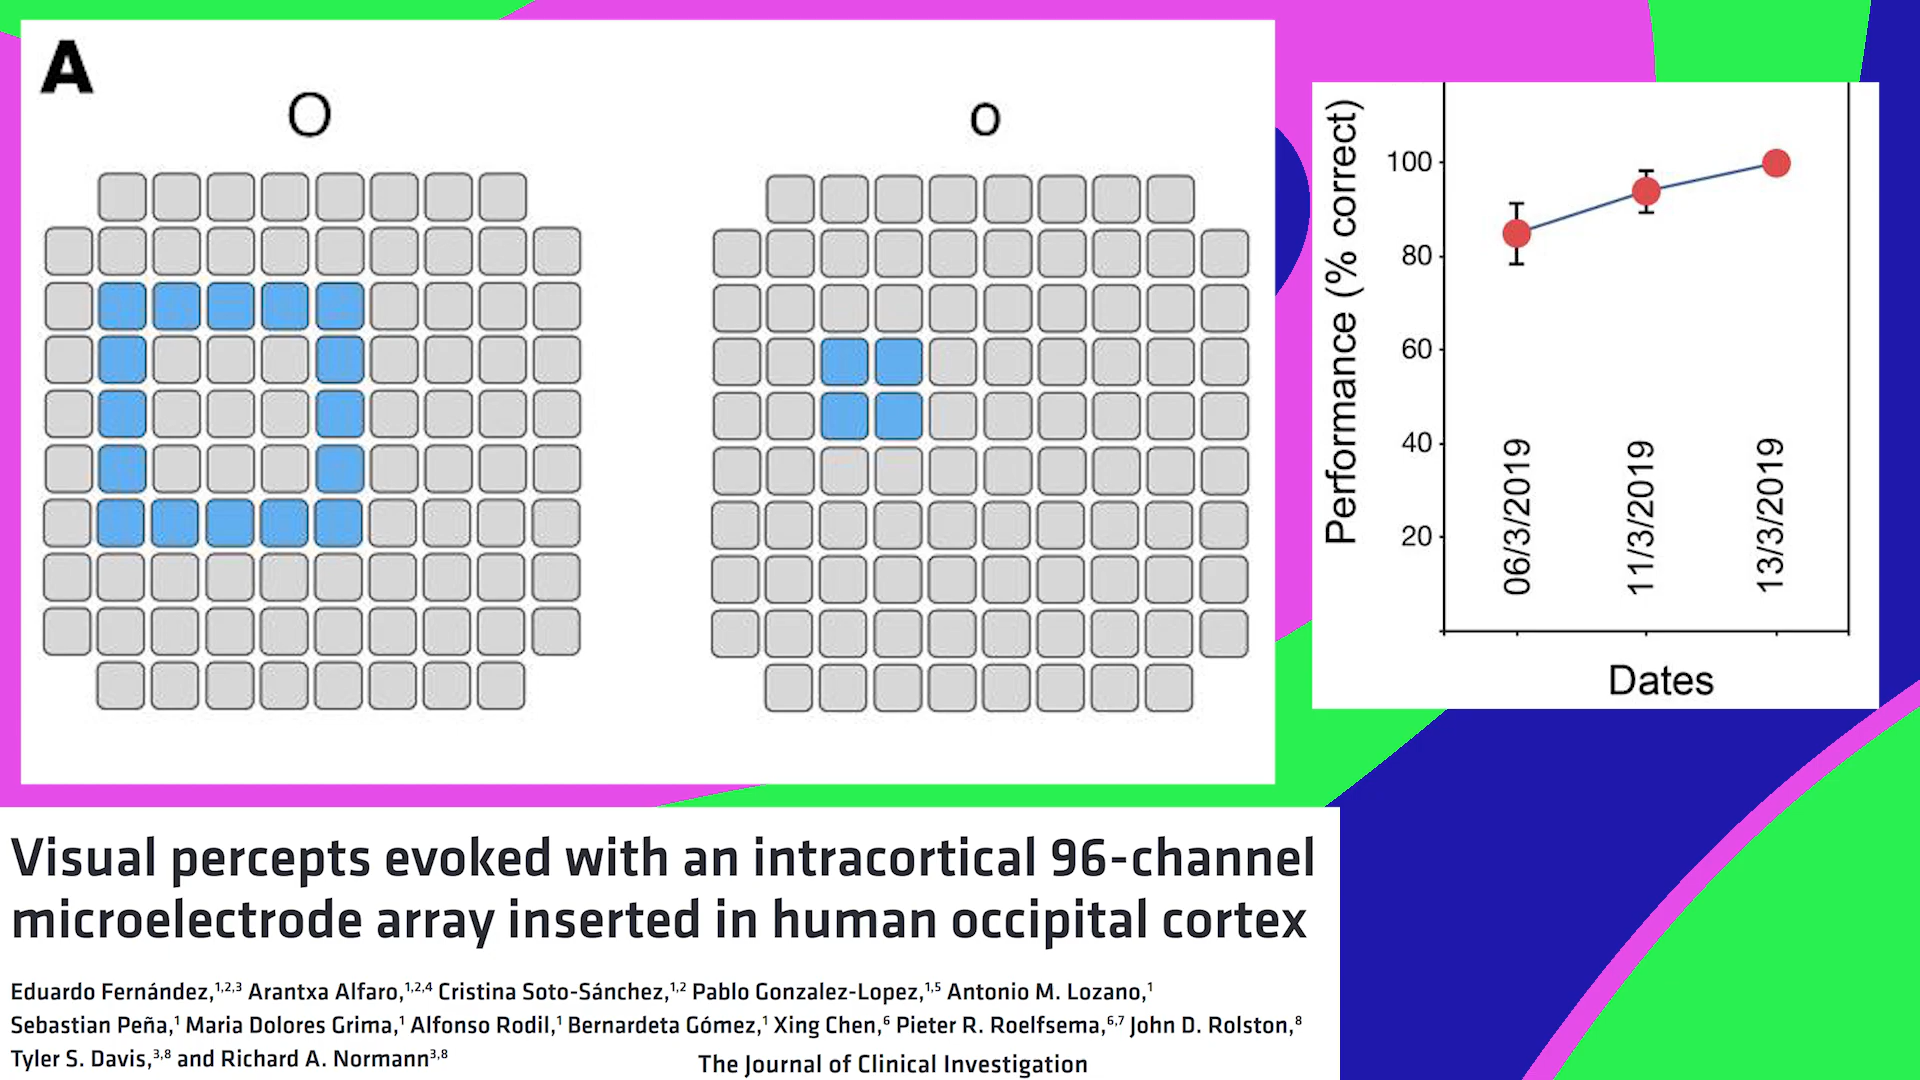 A
O
o
Performance (% correct)
100
80
60
40
20
06/3/2019
11/3/2019
13/3/2019
Dates
Visual percepts evoked with an intracortical 96-channel
microelectrode array inserted in human occipital cortex
Eduardo Fernández,1,2,3 Arantxa Alfaro,1,2,4 Cristina Soto-Sánchez,1,2 Pablo Gonzalez-Lopez,1,5 Antonio M. Lozano,1
Sebastian Peña,1 Maria Dolores Grima,1 Alfonso Rodil,1 Bernardeta Gómez,1 Xing Chen,6 Pieter R. Roelfsema,6,7 John D. Rolston,8
Tyler S. Davis,3,8 and Richard A. Normann3,8
The Journal of Clinical Investigation